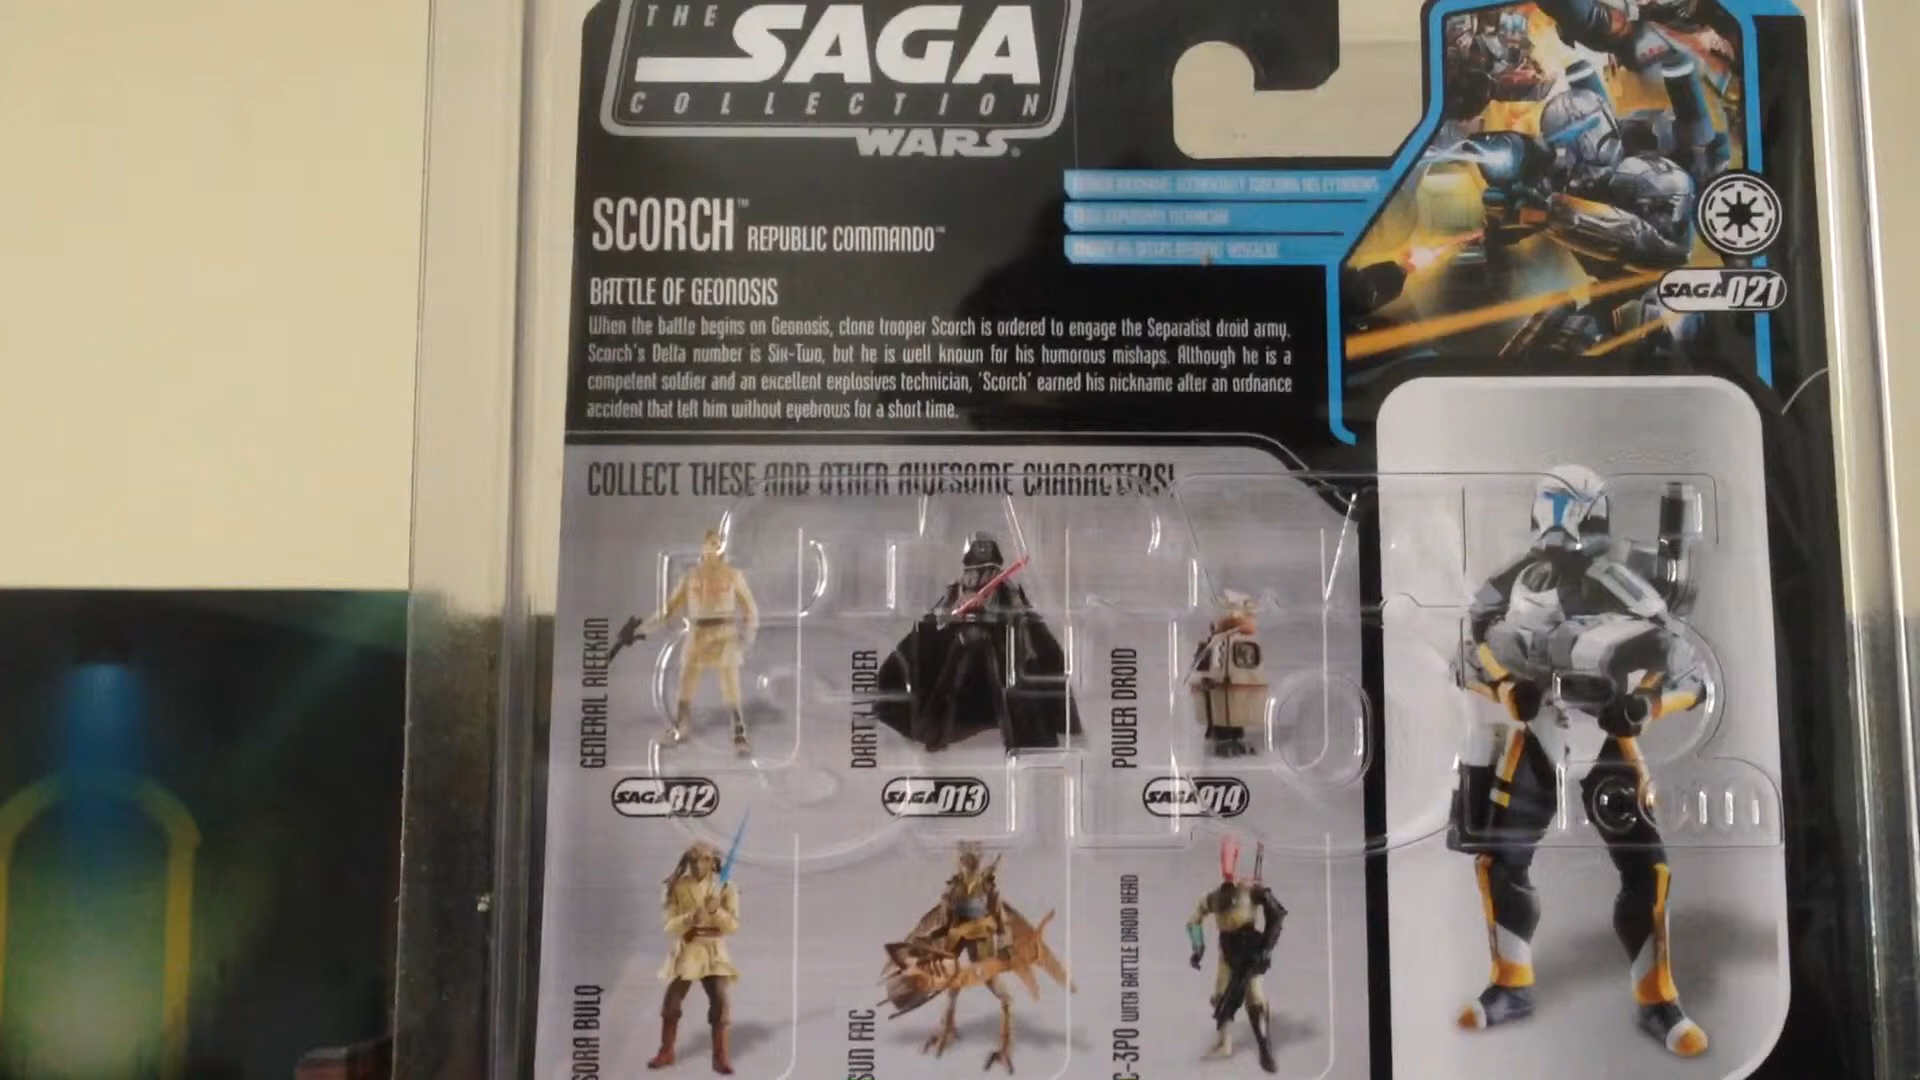 THE
SAGA
COLLECTION
WARS
SCORCH™ REPUBLIC COMMANDO™
BATTLE OF GEONOSIS
When the battle begins on Geonosis, clone trooper Scorch is ordered to engage the Separatist droid army.
Scorch's Delta number is Six-Two, but he is well known for his humorous mishaps. Although he is a
competent soldier and an excellent explosives technician, 'Scorch' earned his nickname after an ordnance
accident that left him without eyebrows for a short time.
SAGA 021
COLLECT THESE AND OTHER AWESOME CHARACTERS!
GENERAL RIEEKAN
DARTH VADER
POWER DROID
SAGA 012
SAGA 013
SAGA 014
SORA BULQ
SUN FAC
C-3PO WITH BATTLE DROID HEAD